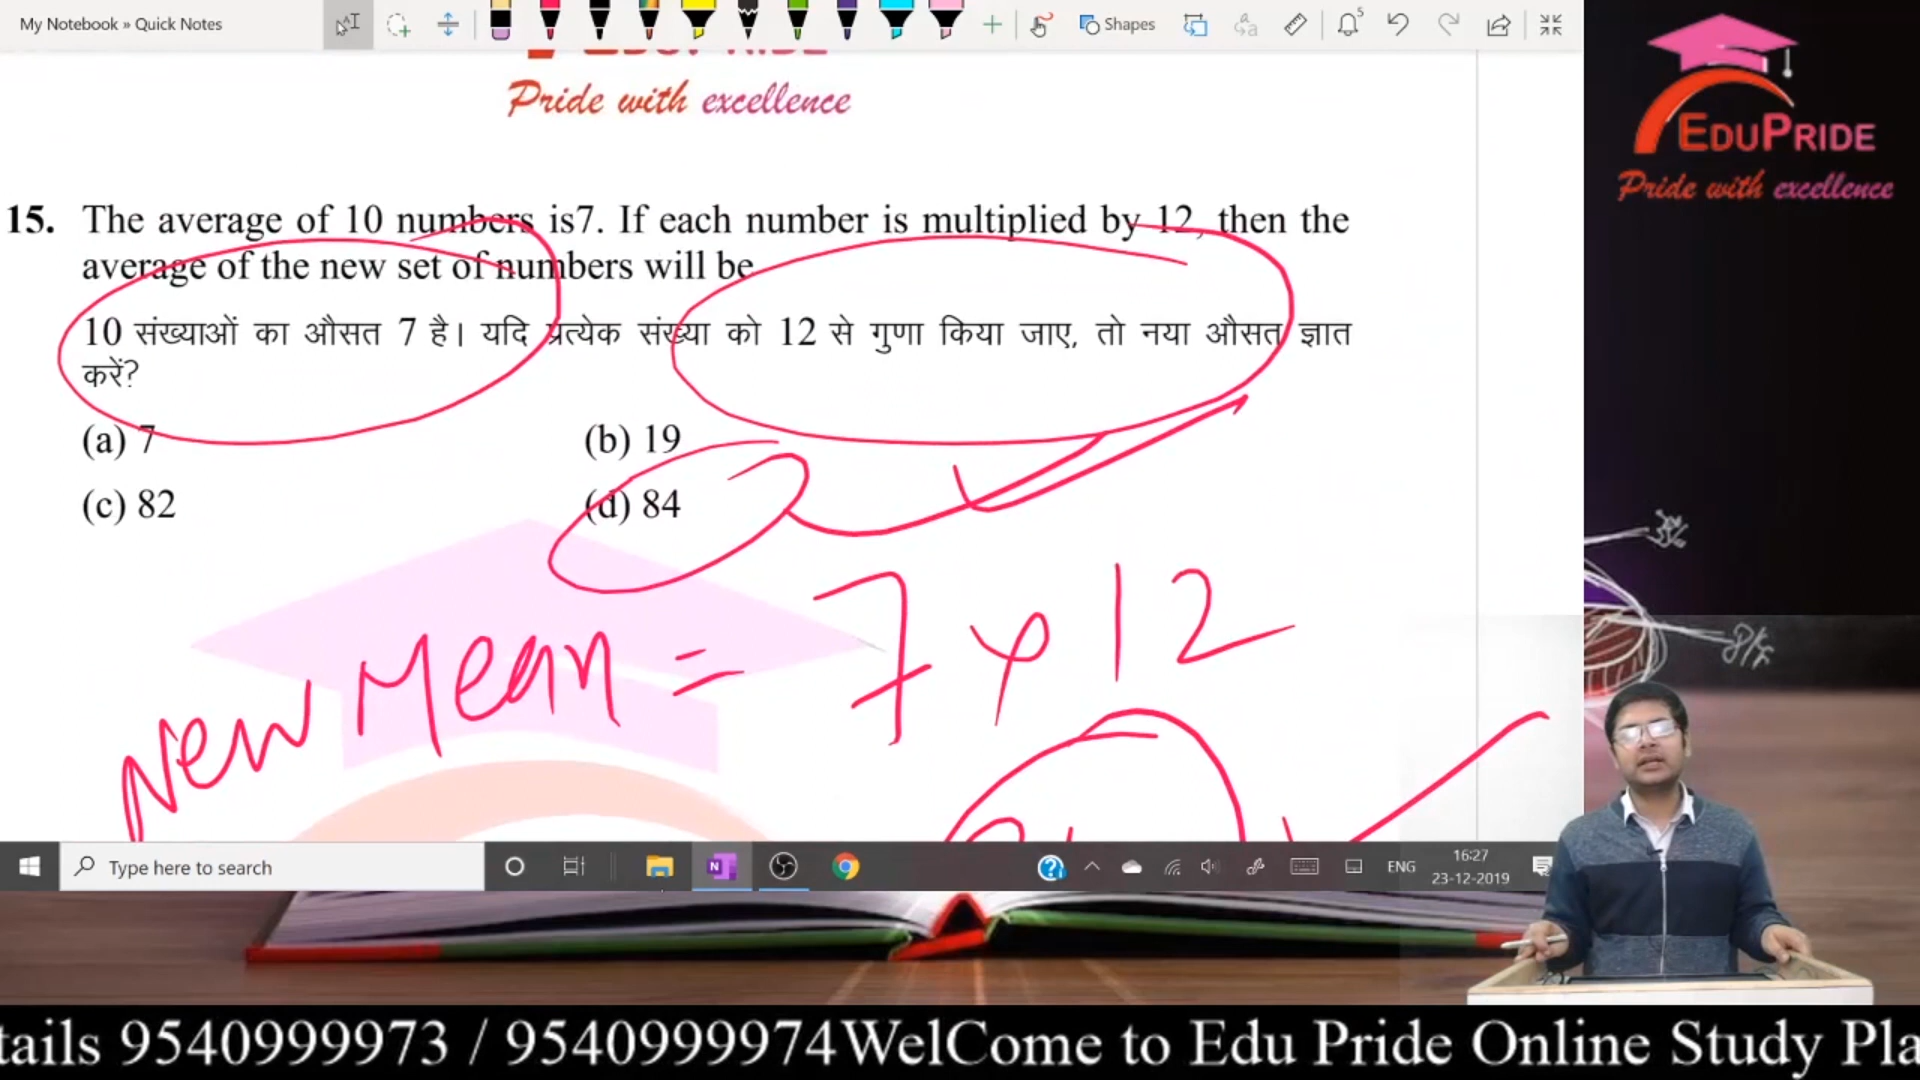 My Notebook » Quick Notes
Shapes
5
EDUPRIDE
Pride with excellence
EDUPRIDE
Pride with excellence
15. The average of 10 numbers is7. If each number is multiplied by 12, then the
average of the new set of numbers will be
10 संख्याओं का औसत 7 है। यदि प्रत्येक संख्या को 12 से गुणा किया जाए, तो नया औसत ज्ञात
करें?
(a) 7
(b) 19
(c) 82
(d) 84
New Mean = 7 x 12
Type here to search
ENG
16:27
23-12-2019
tails 9540999973 / 9540999974WelCome to Edu Pride Online Study Pla